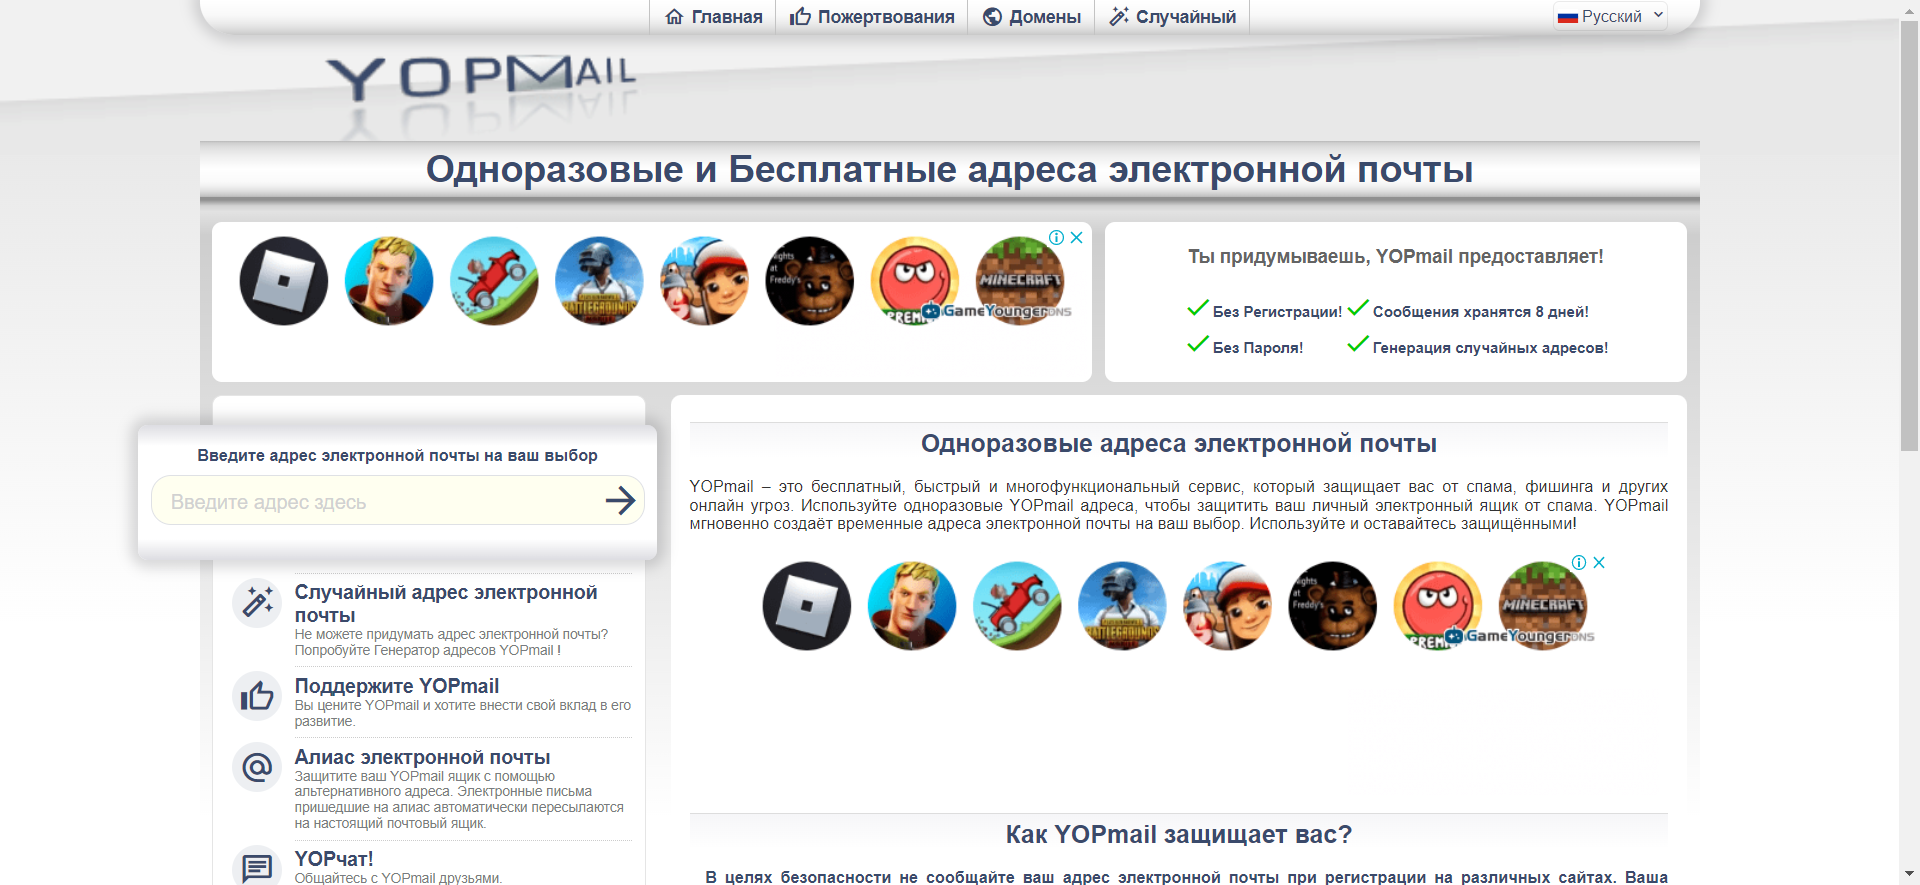 Главная
Пожертвования
Домены
Случайный
Русский
YOPMAIL
Одноразовые и Бесплатные адреса электронной почты
Ты придумываешь, YOPmail предоставляет!
Без Регистрации! Сообщения хранятся 8 дней!
Без Пароля! Генерация случайных адресов!
at
Freddy's
BATTLEGROUNDS
PREM
MINECRAFT
GameYounger
Введите адрес электронной почты на ваш выбор
Введите адрес здесь
Случайный адрес электронной
почты
Не можете придумать адрес электронной почты?
Попробуйте Генератор адресов YOPmail !
Поддержите YOPmail
Вы цените YOPmail и хотите внести свой вклад в его
развитие.
Алиас электронной почты
Защитите ваш YOPmail ящик с помощью
альтернативного адреса. Электронные письма
пришедшие на алиас автоматически пересылаются
на настоящий почтовый ящик.
YOPчат!
Общайтесь с YOPmail друзьями.
Одноразовые адреса электронной почты
YOPmail – это бесплатный, быстрый и многофункциональный сервис, который защищает вас от спама, фишинга и других
онлайн угроз. Используйте одноразовые YOPmail адреса, чтобы защитить ваш личный электронный ящик от спама. YOPmail
мгновенно создаёт временные адреса электронной почты на ваш выбор. Используйте и оставайтесь защищёнными!
at
Freddy's
BATTLEGROUNDS
PREM
MINECRAFT
GameYounger
Как YOPmail защищает вас?
В целях безопасности не сообщайте ваш адрес электронной почты при регистрации на различных сайтах. Ваша